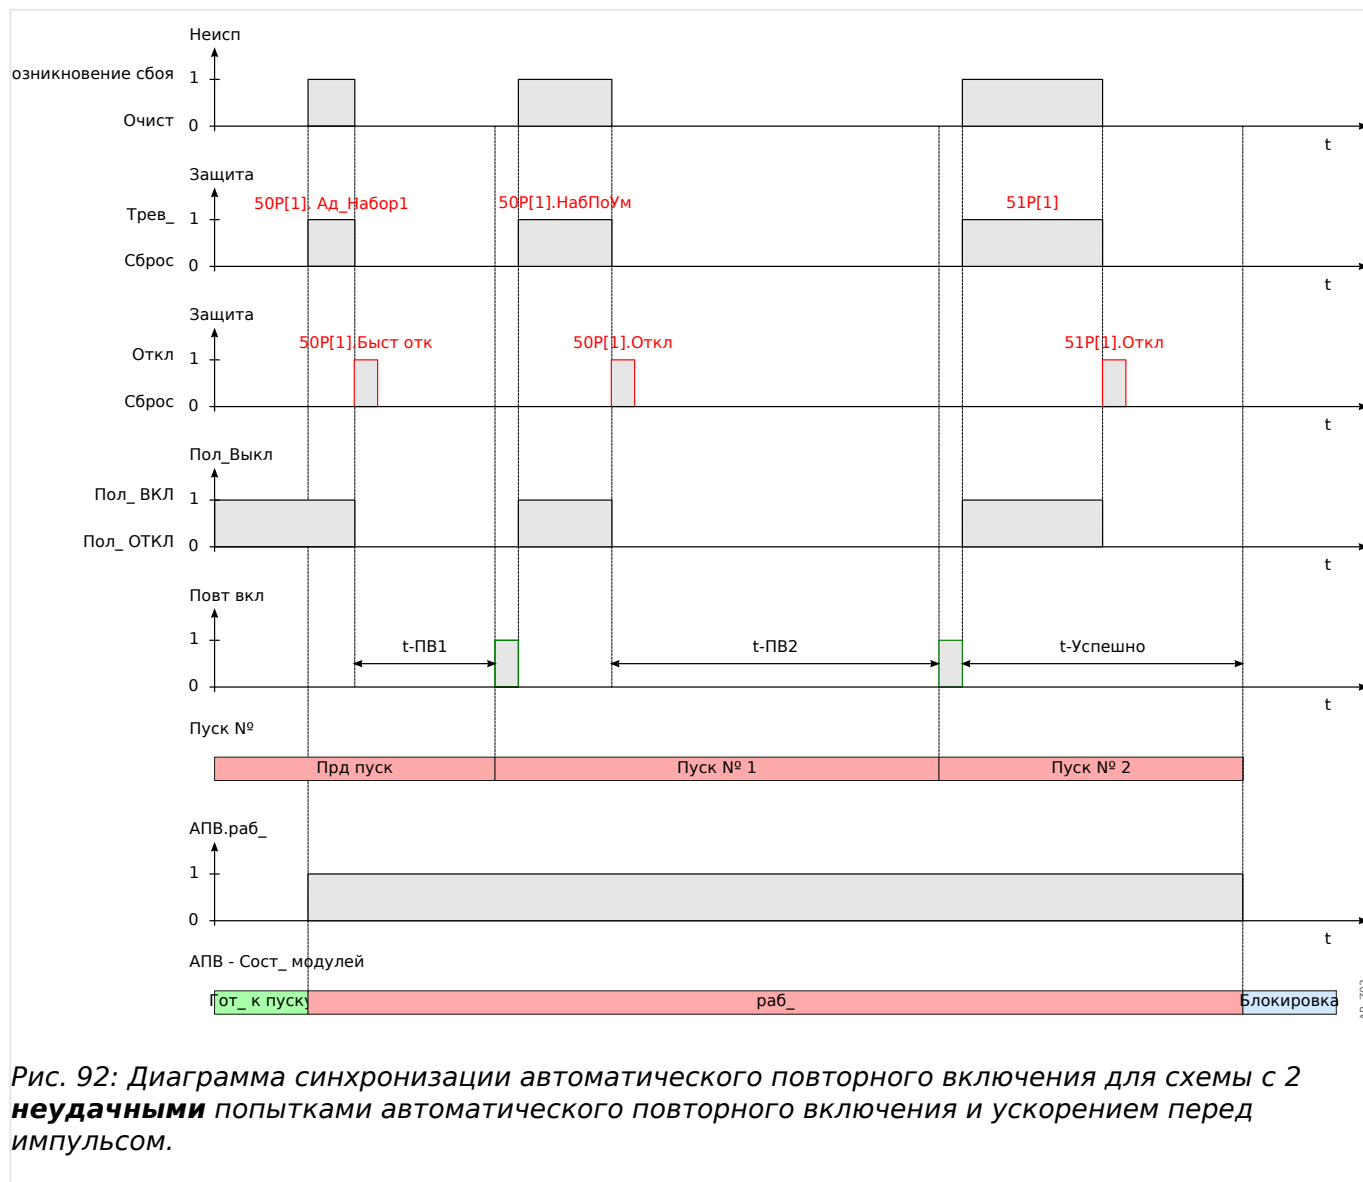 Неисп
озникновение сбоя 1
Очист 0
t
Защита
50P[1]. Ад_Набор1 50P[1].НабПоУм 51P[1]
Трев_ 1
Сброс 0
t
Защита
50P[1].Быст отк 50P[1].Откл 51P[1].Откл
Откл 1
Сброс 0
t
Пол_Выкл
Пол_ ВКЛ 1
Пол_ ОТКЛ 0
t
Повт вкл
1 t-ПВ1 t-ПВ2 t-Успешно
0
t
Пуск №
Прд пуск Пуск № 1 Пуск № 2
АПВ.раб_
1
0
t
АПВ - Сост_ модулей
Гот_ к пуску раб_ Блокировка
Рис. 92: Диаграмма синхронизации автоматического повторного включения для схемы с 2
неудачными попытками автоматического повторного включения и ускорением перед
импульсом.